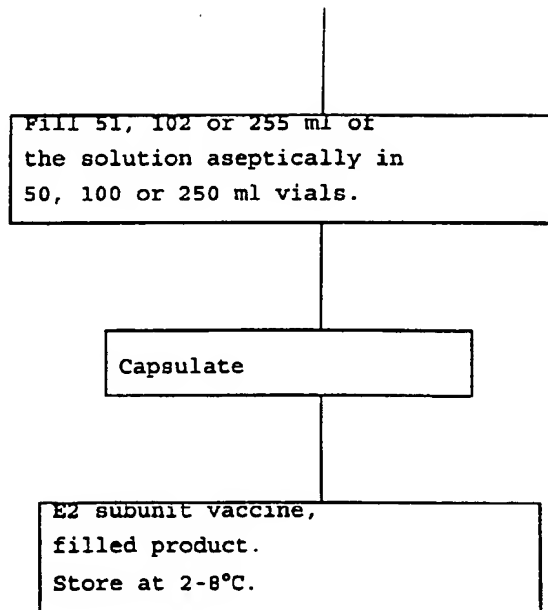 Fill 51, 102 or 255 ml of
the solution aseptically in
50, 100 or 250 ml vials.
Capsulate
E2 subunit vaccine,
filled product.
Store at 2-8°C.